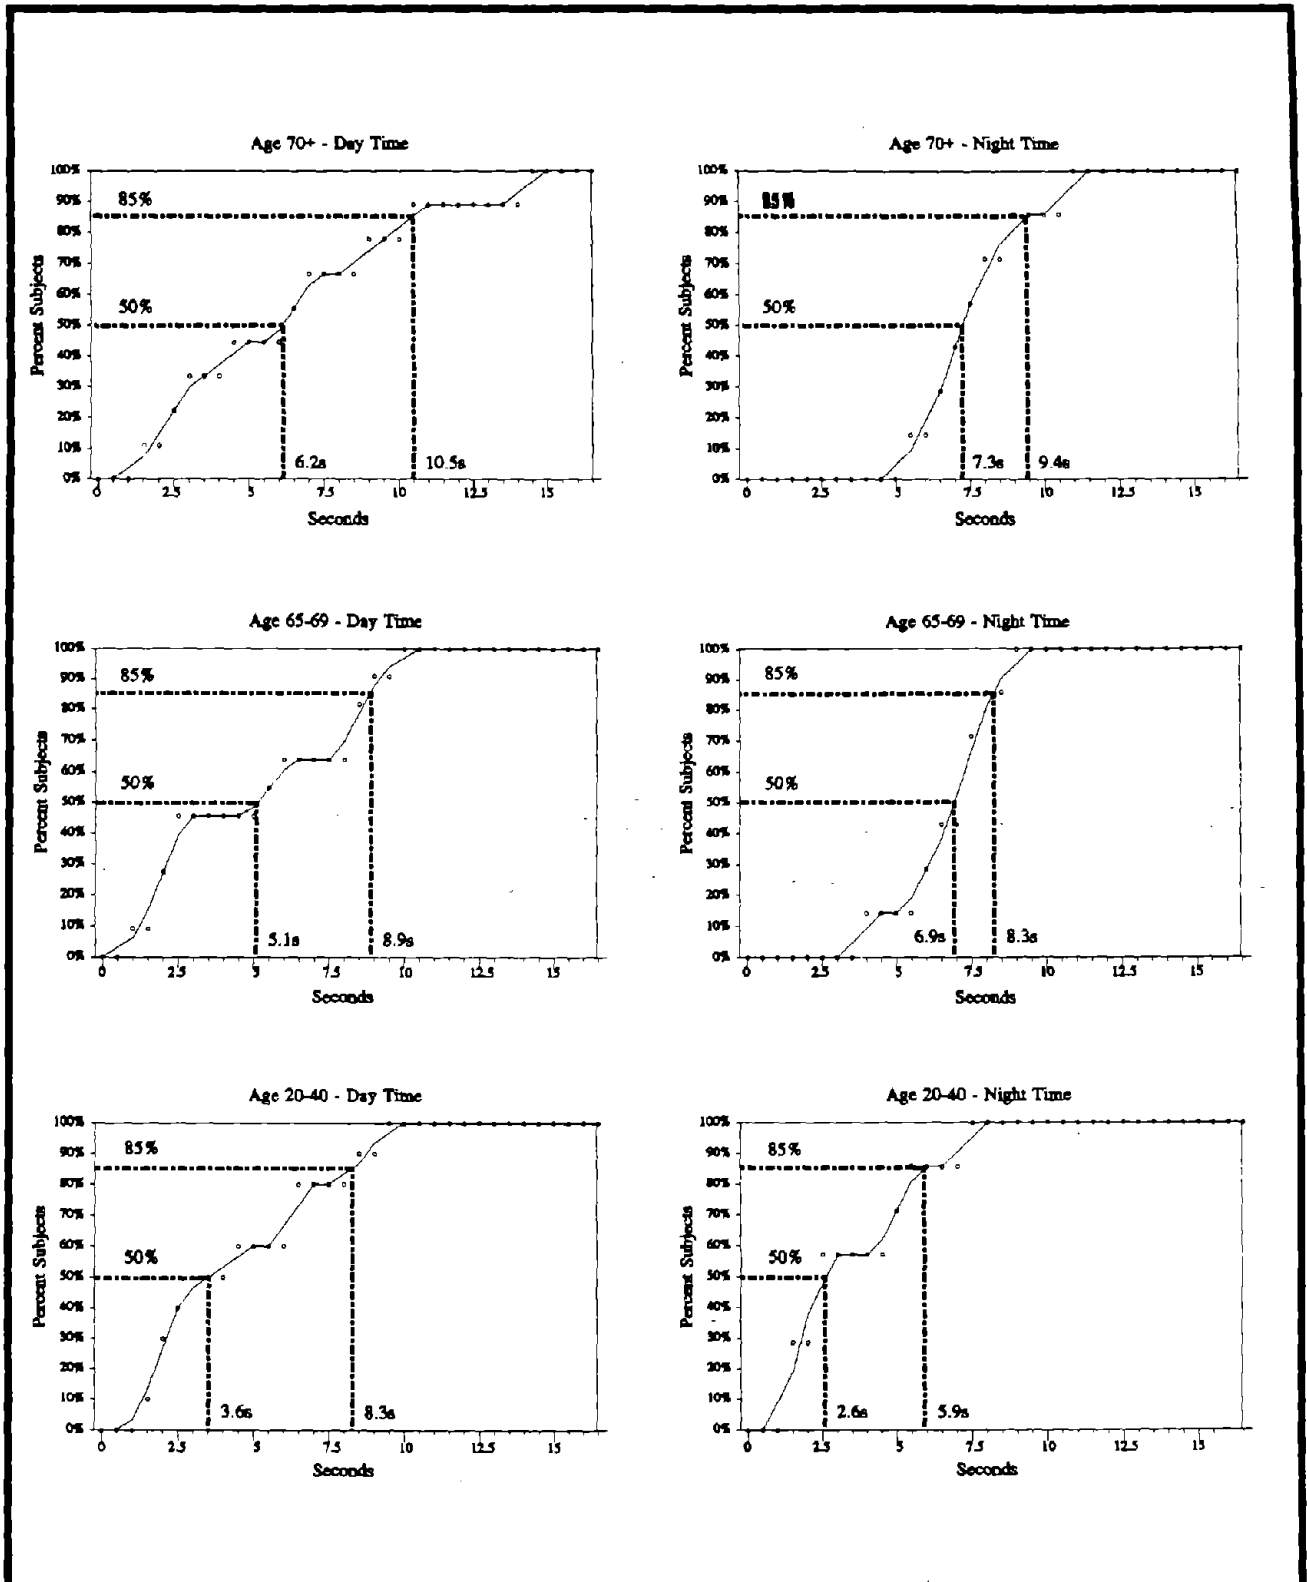 Age 70+ - Day Time
100%
90%
80%
70%
60%
50%
40%
30%
20%
10%
0%
Percent Subjects
85%
50%
6.2s
10.5s
0 2.5 5 7.5 10 12.5 15
Seconds
Age 70+ - Night Time
100%
90%
80%
70%
60%
50%
40%
30%
20%
10%
0%
Percent Subjects
85%
50%
7.3s
9.4s
0 2.5 5 7.5 10 12.5 15
Seconds
Age 65-69 - Day Time
100%
90%
80%
70%
60%
50%
40%
30%
20%
10%
0%
Percent Subjects
85%
50%
5.1s
8.9s
0 2.5 5 7.5 10 12.5 15
Seconds
Age 65-69 - Night Time
100%
90%
80%
70%
60%
50%
40%
30%
20%
10%
0%
Percent Subjects
85%
50%
6.9s
8.3s
0 2.5 5 7.5 10 12.5 15
Seconds
Age 20-40 - Day Time
100%
90%
80%
70%
60%
50%
40%
30%
20%
10%
0%
Percent Subjects
85%
50%
3.6s
8.3s
0 2.5 5 7.5 10 12.5 15
Seconds
Age 20-40 - Night Time
100%
90%
80%
70%
60%
50%
40%
30%
20%
10%
0%
Percent Subjects
85%
50%
2.6s
5.9s
0 2.5 5 7.5 10 12.5 15
Seconds